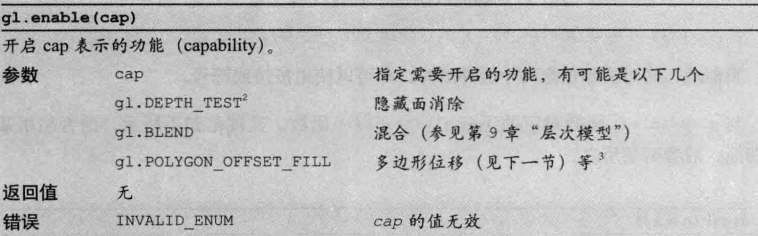 gl.enable(cap)
开启 cap 表示的功能（capability）。
参数 cap 指定需要开启的功能，有可能是以下几个
gl.DEPTH_TEST² 隐藏面消除
gl.BLEND 混合（参见第 9 章“层次模型”）
gl.POLYGON_OFFSET_FILL 多边形位移（见下一节）等³
返回值 无
错误 INVALID_ENUM cap 的值无效